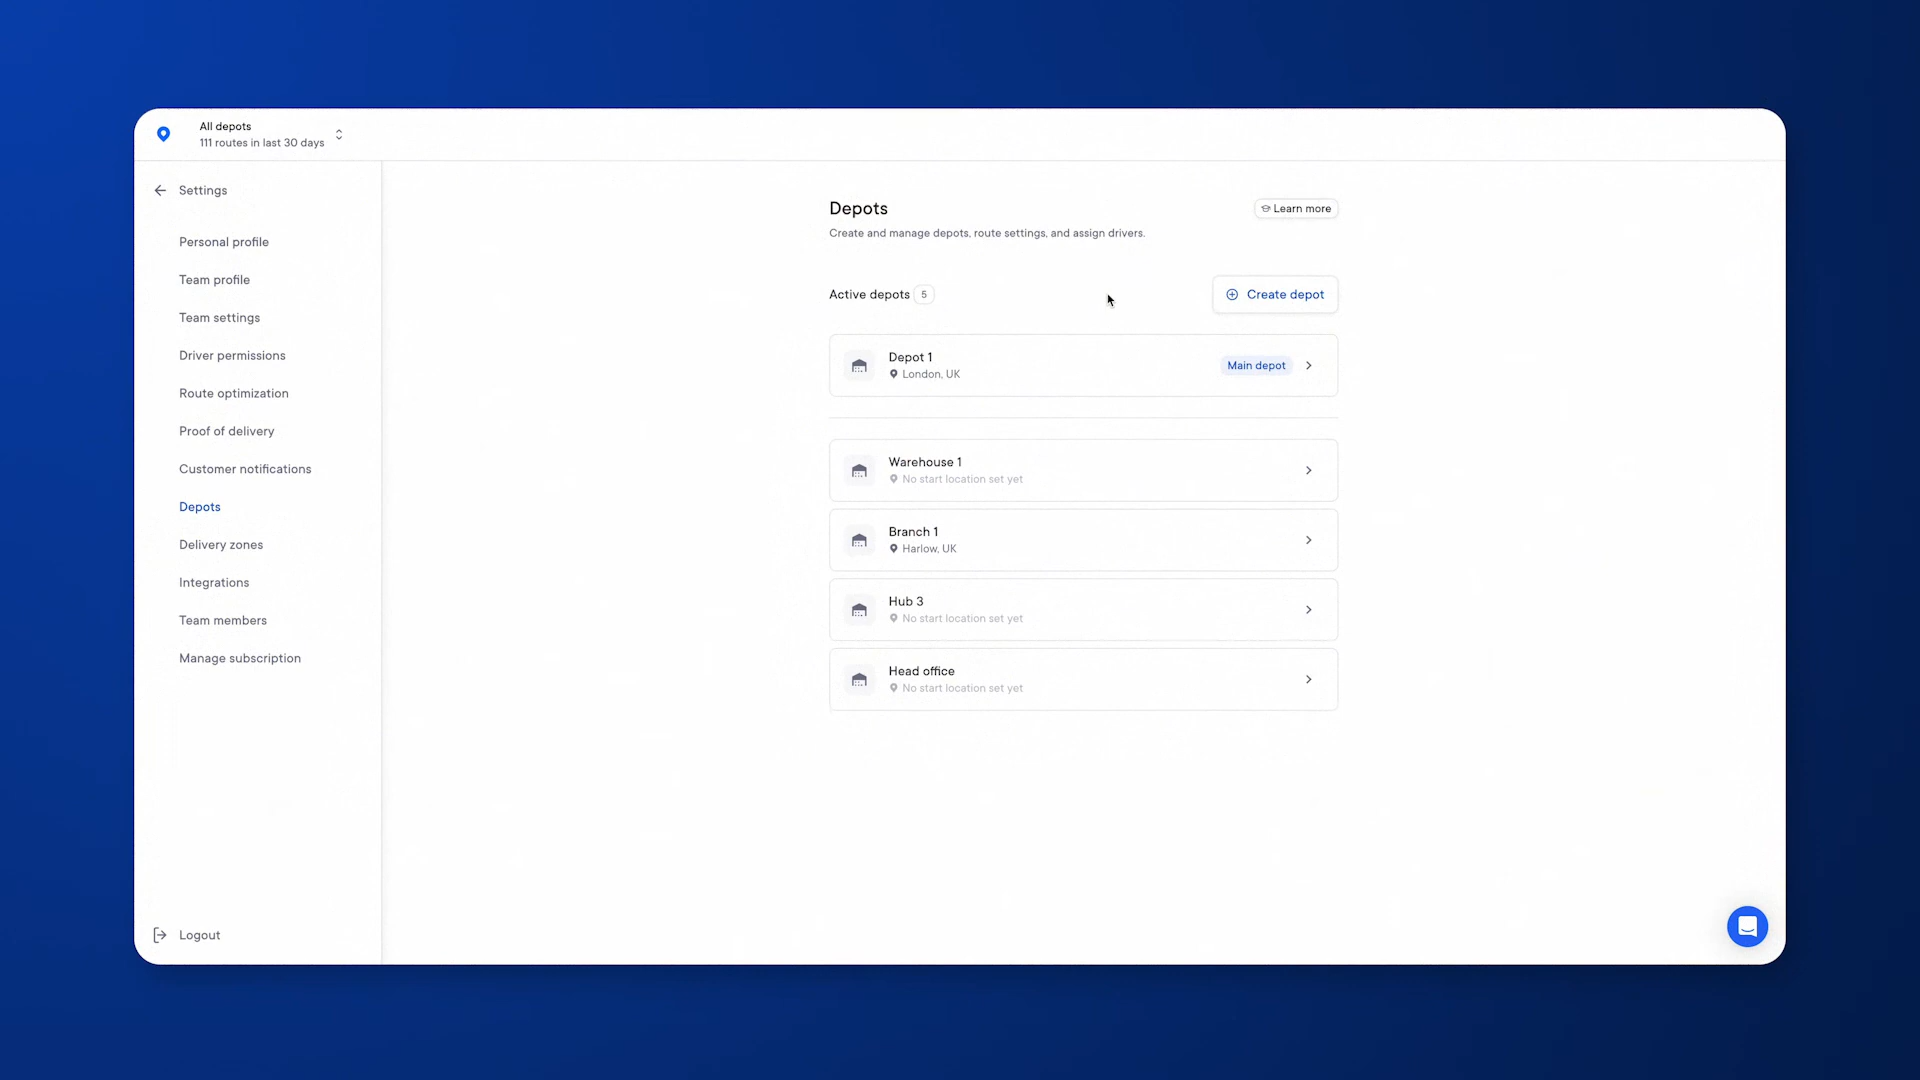 All depots
111 routes in last 30 days
Settings
Personal profile
Team profile
Team settings
Driver permissions
Route optimization
Proof of delivery
Customer notifications
Depots
Delivery zones
Integrations
Team members
Manage subscription
Logout
Depots
Learn more
Create and manage depots, route settings, and assign drivers.
Active depots 5
Create depot
Depot 1
London, UK
Main depot
Warehouse 1
No start location set yet
Branch 1
Harlow, UK
Hub 3
No start location set yet
Head office
No start location set yet